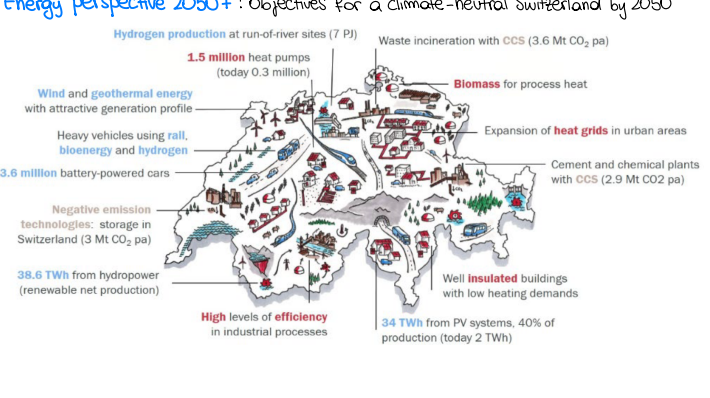 Energy perspective 2050+ : Objectives for a climate-neutral Switzerland by 2050
Hydrogen production at run-of-river sites (7 PJ)
Waste incineration with CCS (3.6 Mt CO₂ pa)
1.5 million heat pumps
(today 0.3 million)
Biomass for process heat
Wind and geothermal energy
with attractive generation profile
Expansion of heat grids in urban areas
Heavy vehicles using rail,
bioenergy and hydrogen
Cement and chemical plants
with CCS (2.9 Mt CO2 pa)
3.6 million battery-powered cars
Negative emission
technologies: storage in
Switzerland (3 Mt CO₂ pa)
38.6 TWh from hydropower
(renewable net production)
Well insulated buildings
with low heating demands
High levels of efficiency
in industrial processes
34 TWh from PV systems, 40% of
production (today 2 TWh)